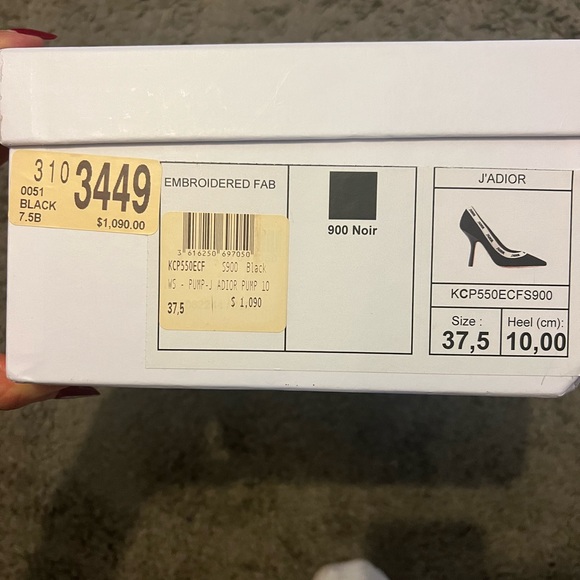 310 3449
0051
BLACK
7.5B
$1,090.00
EMBROIDERED FAB
3 616250 697050
KCP550ECF S900 Black
WS - PUMP-J ADIOR PUMP 10
37,5 $ 1,090
900 Noir
J'ADIOR
KCP550ECFS900
Size : Heel (cm):
37,5 10,00